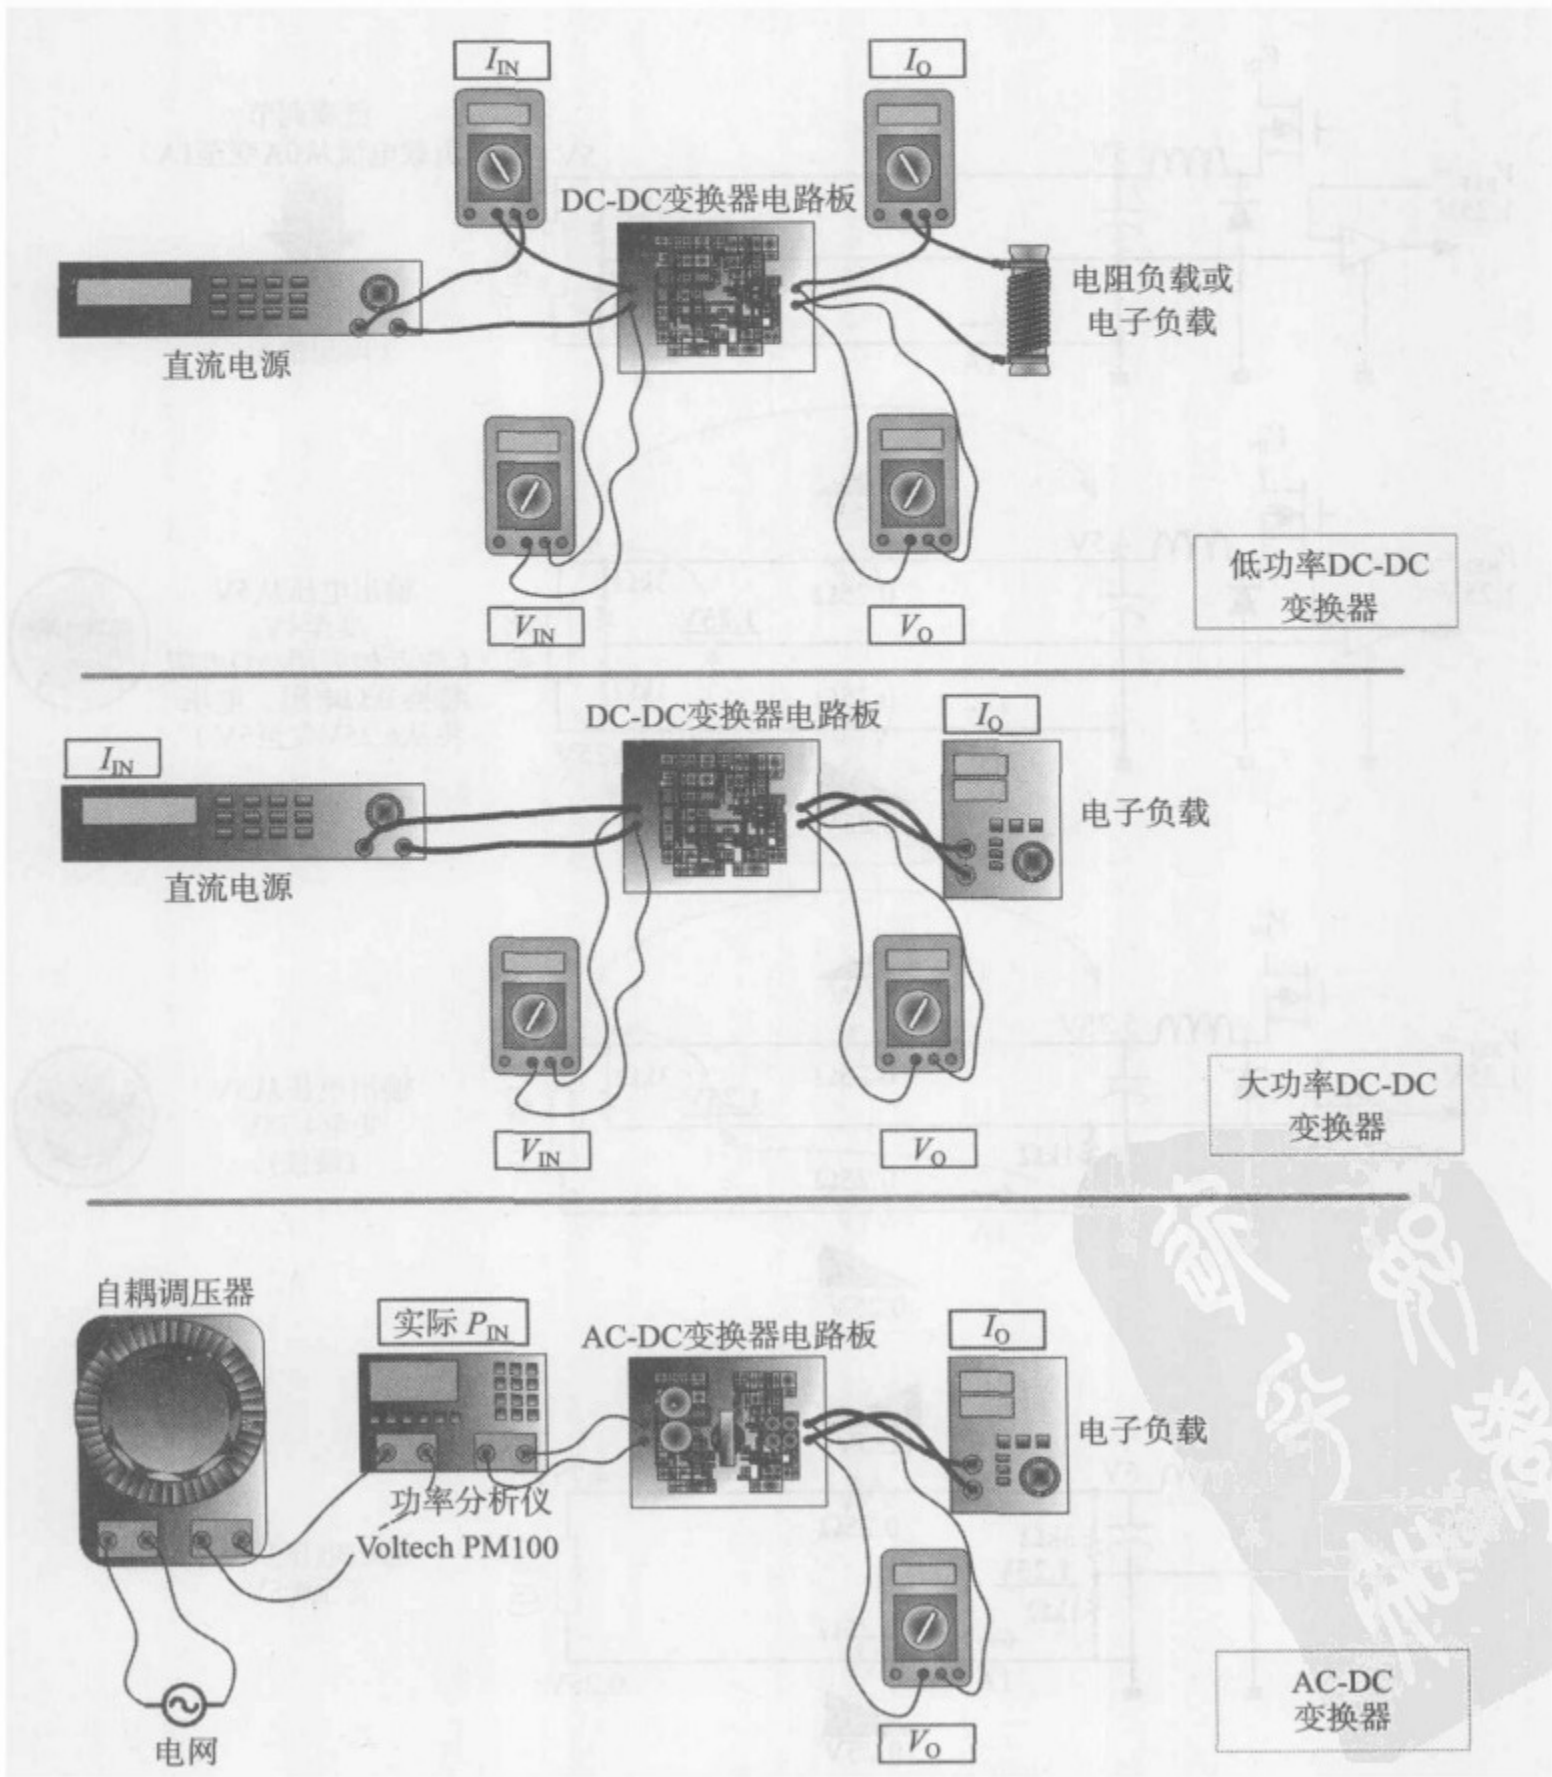 I_IN
I_O
DC-DC变换器电路板
电阻负载或
电子负载
直流电源
低功率DC-DC
变换器
V_IN
V_O
DC-DC变换器电路板
I_O
I_IN
电子负载
直流电源
大功率DC-DC
变换器
V_IN
V_O
自耦调压器
实际 P_IN
AC-DC变换器电路板
I_O
电子负载
功率分析仪
Voltech PM100
AC-DC
变换器
电网
V_O